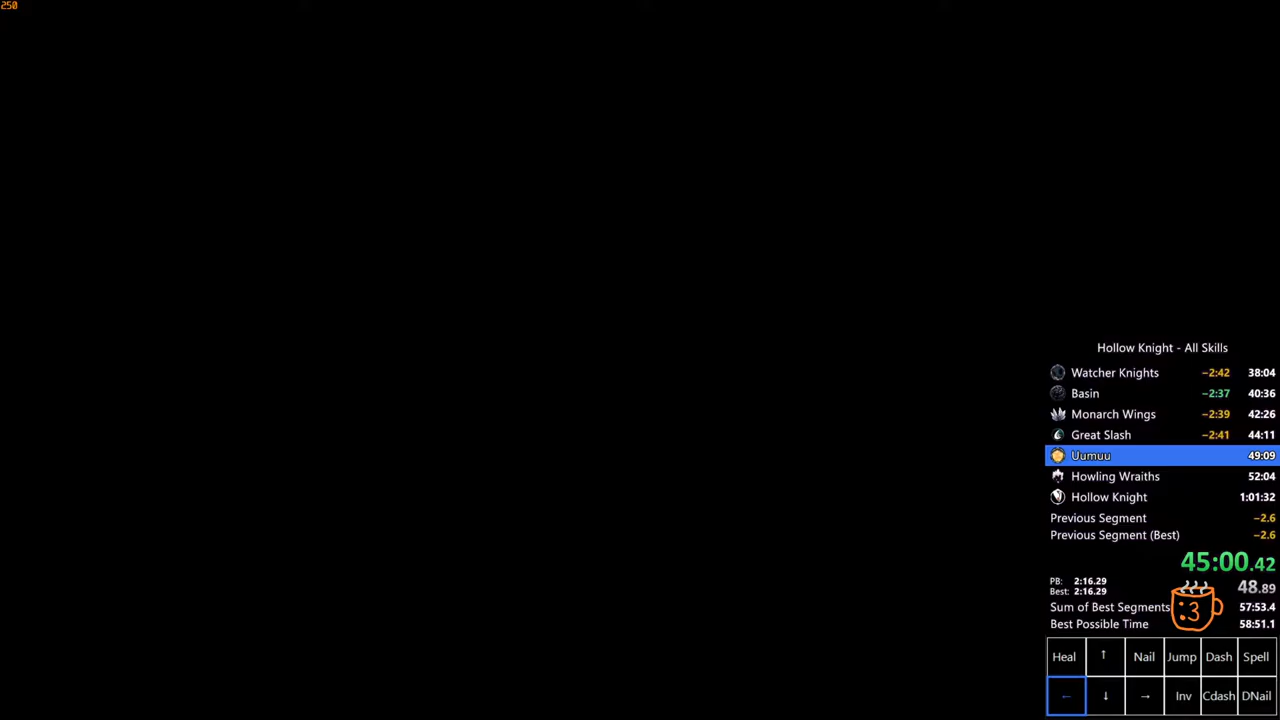 250
Hollow Knight - All Skills
Watcher Knights −2:42 38:04
Basin −2:37 40:36
Monarch Wings −2:39 42:26
Great Slash −2:41 44:11
Uumuu 49:09
Howling Wraiths 52:04
Hollow Knight 1:01:32
Previous Segment −2.6
Previous Segment (Best) −2.6
45:00.42
PB: 2:16.29 48.89
Best: 2:16.29
:3
Sum of Best Segments 57:53.4
Best Possible Time 58:51.1
Heal ↑ Nail Jump Dash Spell
← ↓ → Inv Cdash DNail